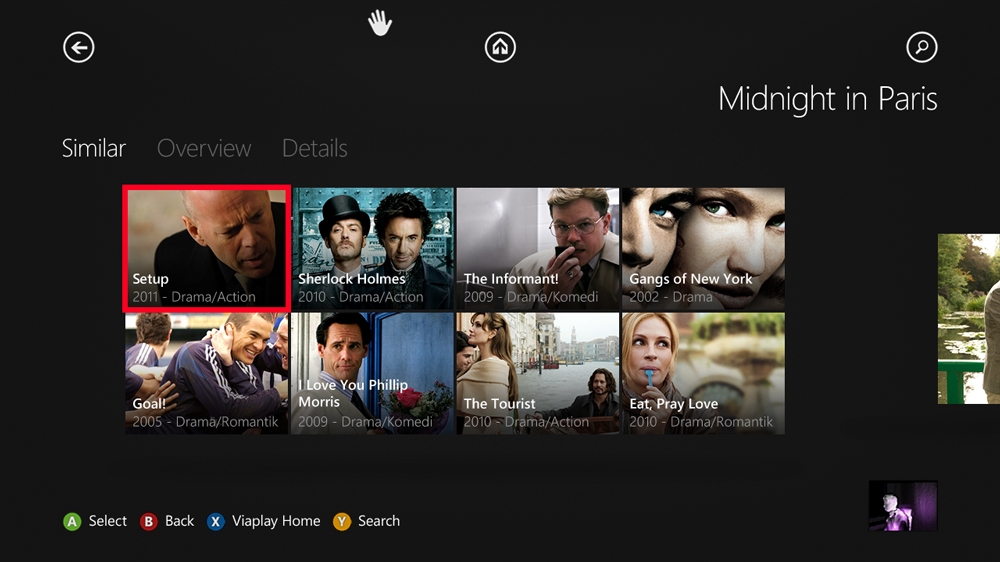 Midnight in Paris
Similar Overview Details
Setup
2011 - Drama/Action
Sherlock Holmes
2010 - Drama/Action
The Informant!
2009 - Drama/Komedi
Gangs of New York
2002 - Drama
Goal!
2005 - Drama/Romantik
I Love You Phillip
Morris
2009 - Drama/Komedi
The Tourist
2010 - Drama/Action
Eat, Pray Love
2010 - Drama/Romantik
A Select B Back X Viaplay Home Y Search